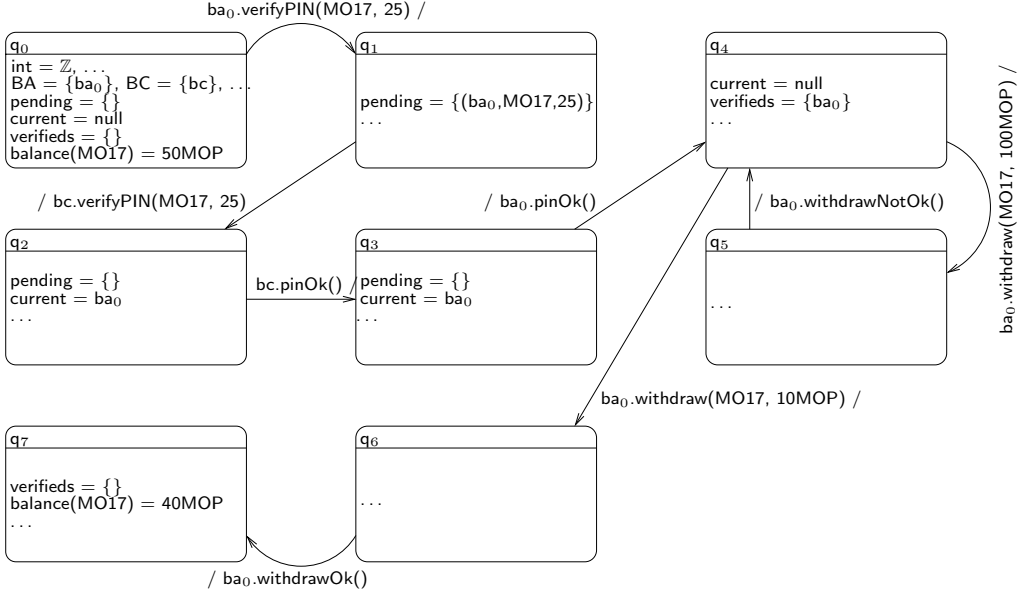 ba₀.verifyPIN(MO17, 25) /
q₀
int = ℤ, ...
BA = {ba₀}, BC = {bc}, ...
pending = {}
current = null
verifieds = {}
balance(MO17) = 50MOP
q₁
pending = {(ba₀,MO17,25)}
...
q₄
current = null
verifieds = {ba₀}
...
ba₀.withdraw(MO17, 100MOP) /
/ bc.verifyPIN(MO17, 25)
/ ba₀.pinOk()
/ ba₀.withdrawNotOk()
q₂
pending = {}
current = ba₀
...
bc.pinOk() /
q₃
pending = {}
current = ba₀
...
q₅
...
ba₀.withdraw(MO17, 10MOP) /
q₇
verifieds = {}
balance(MO17) = 40MOP
...
q₆
...
/ ba₀.withdrawOk()